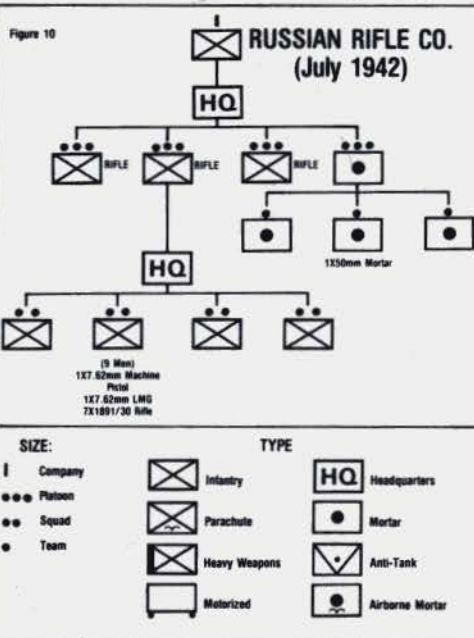 Figure 10
RUSSIAN RIFLE CO.
(July 1942)
HQ
RIFLE
RIFLE
RIFLE
1X50mm Mortar
HQ
(9 Men)
1X7.62mm Machine
Pistol
1X7.62mm LMG
7X1891/30 Rifle
SIZE:
TYPE
Company
Platoon
Squad
Team
Infantry
Parachute
Heavy Weapons
Motorized
HQ
Headquarters
Mortar
Anti-Tank
Airborne Mortar